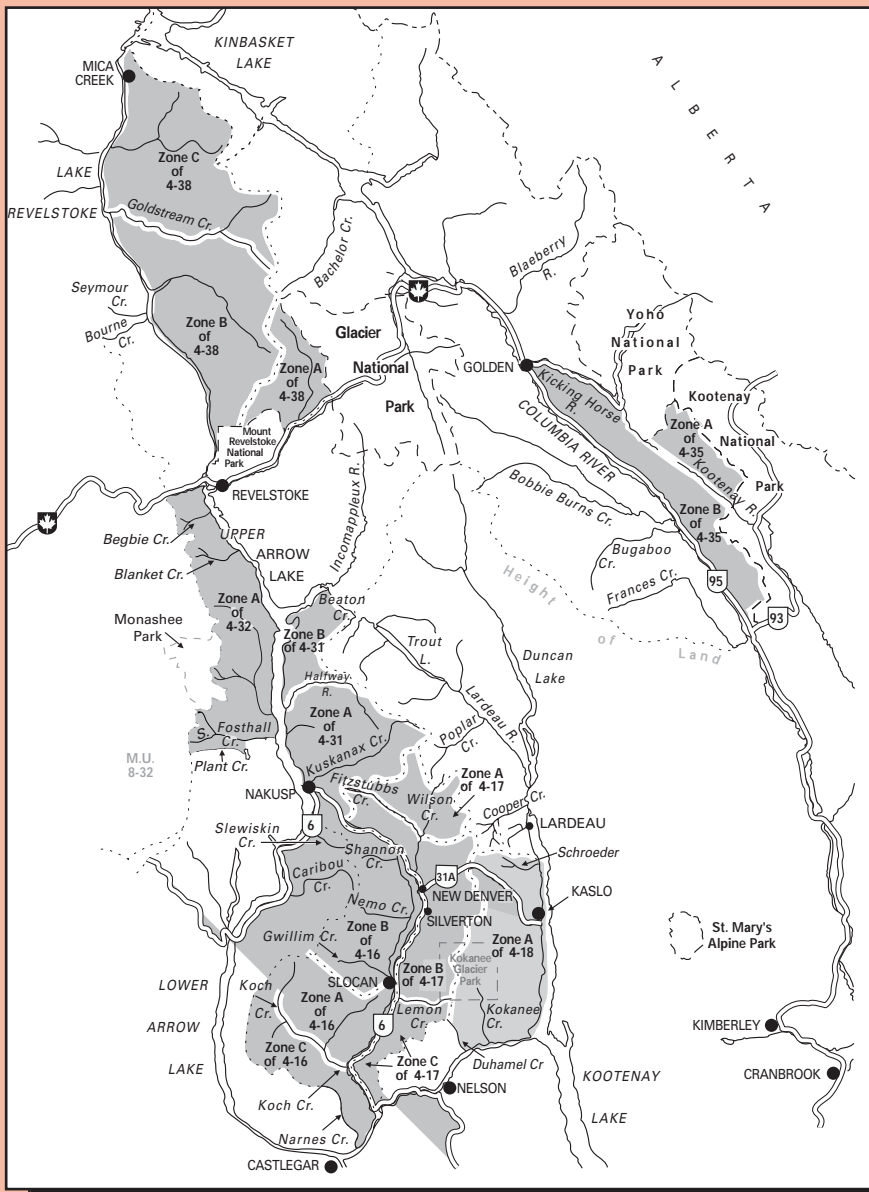 KINBASKET
LAKE
MICA
CREEK
ALBERTA
Zone C
of
4-38
LAKE
REVELSTOKE
Goldstream Cr.
Bachelor Cr.
Blaeberry
R.
Seymour
Cr.
Bourne
Cr.
Zone B
of
4-38
Zone A
of
4-38
Glacier
National
Park
Yoho
National
Park
GOLDEN
Kicking Horse
R.
Kootenay
National
Park
Zone A
of
4-35
COLUMBIA RIVER
Kootenay R.
Mount
Revelstoke
National
Park
REVELSTOKE
Incomappleux R.
Bobbie Burns Cr.
Zone B
of
4-35
Begbie Cr.
UPPER
ARROW
LAKE
Blanket Cr.
Bugaboo
Cr.
Frances Cr.
95
93
Height
of
Land
Zone A
of
4-32
Monashee
Park
Beaton
Cr.
Zone B
of 4-31
Trout
L.
Duncan
Lake
Halfway
R.
Lardeau R.
Zone A
of
4-31
Poplar
Cr.
S. Fosthall
Cr.
Plant Cr.
M.U.
8-32
Kuskanax Cr.
Fitzstubbs
Cr.
Wilson
Cr.
Zone A
of 4-17
Cooper Cr.
NAKUSP
LARDEAU
6
Slewiskin
Cr.
Shannon
Cr.
Schroeder
31A
Caribou
Cr.
NEW DENVER
KASLO
Nemo Cr.
SILVERTON
Gwillim Cr.
Zone B
of
4-16
Zone A
of 4-18
St. Mary's
Alpine Park
Kokanee
Glacier
Park
SLOCAN
Zone B
of 4-17
LOWER
ARROW
LAKE
Koch
Cr.
Zone A
of
4-16
Lemon
Cr.
Kokanee
Cr.
6
KIMBERLEY
Zone C
of 4-16
Zone C
of 4-17
Duhamel Cr
CRANBROOK
KOOTENAY
LAKE
NELSON
Koch Cr.
Narnes Cr.
CASTLEGAR